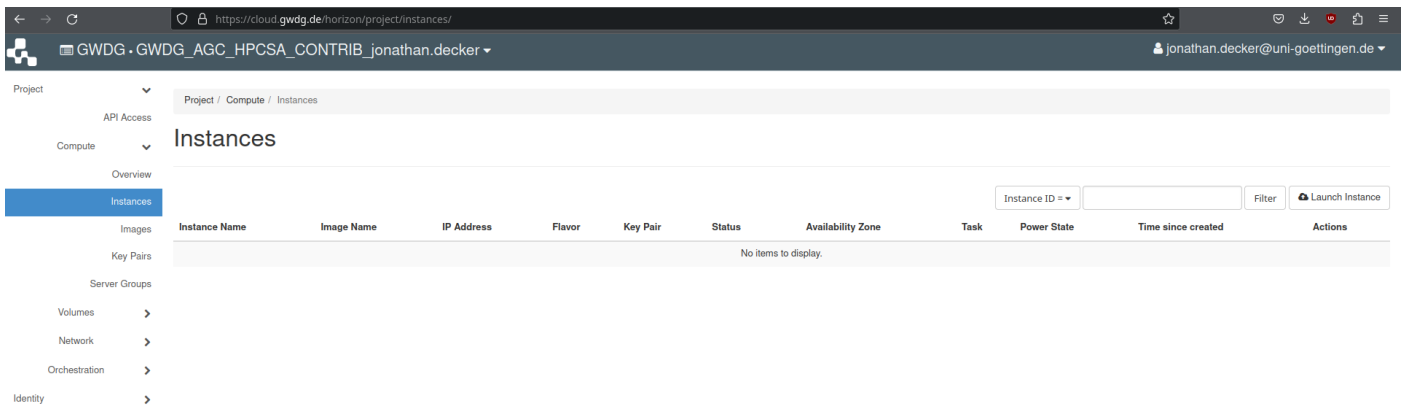 https://cloud.gwdg.de/horizon/project/instances/
GWDG • GWDG_AGC_HPCSA_CONTRIB_jonathan.decker
jonathan.decker@uni-goettingen.de
Project
API Access
Compute
Overview
Instances
Images
Key Pairs
Server Groups
Volumes
Network
Orchestration
Identity
Project / Compute / Instances
Instances
Instance ID = Filter Launch Instance
Instance Name Image Name IP Address Flavor Key Pair Status Availability Zone Task Power State Time since created Actions
No items to display.